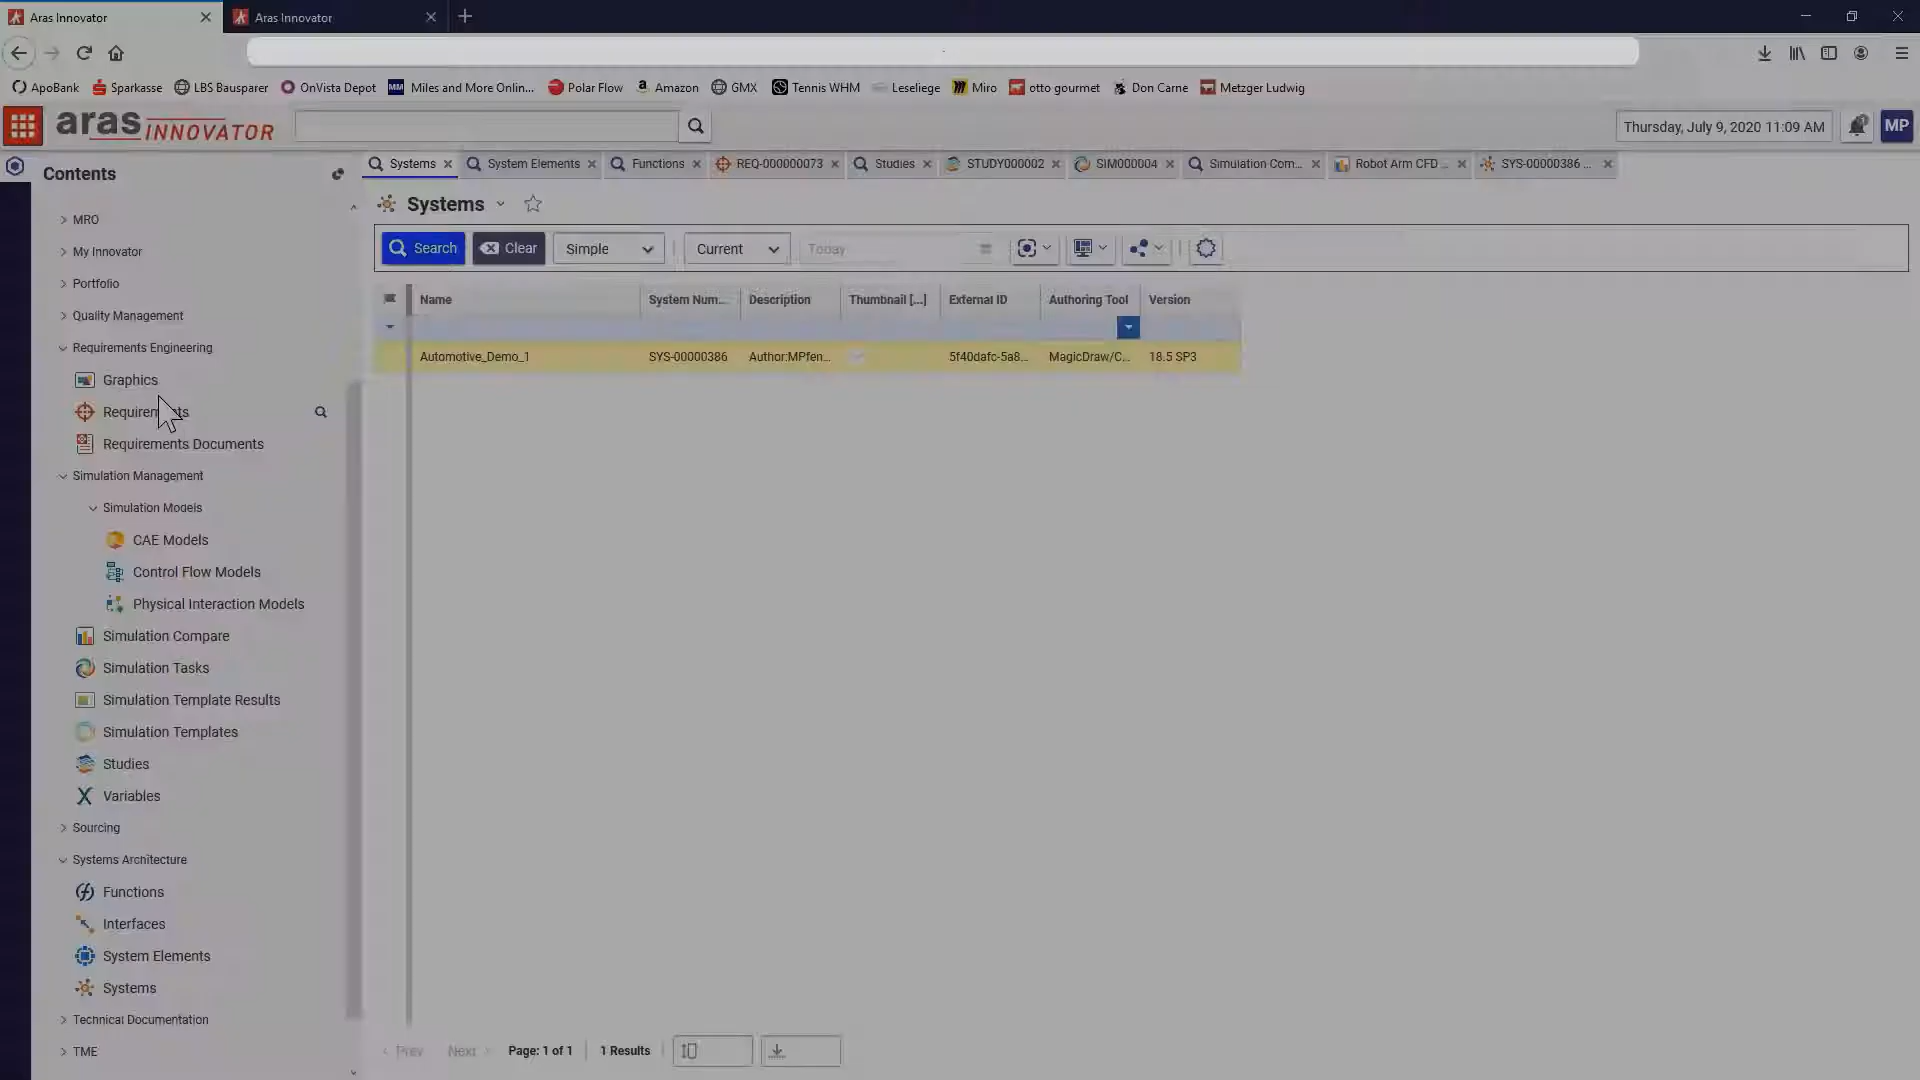 Aras Innovator
Aras Innovator
ApoBank
Sparkasse
LBS Bausparer
OnVista Depot
MM
Miles and More Onlin...
Polar Flow
a
Amazon
GMX
Tennis WHM
Leseliege
Miro
otto gourmet
Don Carne
Metzger Ludwig
aras INNOVATOR
Thursday, July 9, 2020 11:09 AM
MP
Contents
Systems
System Elements
Functions
REQ-000000073
Studies
STUDY000002
SIM000004
Simulation Com...
Robot Arm CFD ...
SYS-00000386 ...
Systems
Search
Clear
Simple
Current
Today
Name
System Num...
Description
Thumbnail [...]
External ID
Authoring Tool
Version
Automotive_Demo_1
SYS-00000386
Author:MPfen...
5f40dafc-5a8...
MagicDraw/C...
18.5 SP3
MRO
My Innovator
Portfolio
Quality Management
Requirements Engineering
Graphics
Requirements
Requirements Documents
Simulation Management
Simulation Models
CAE Models
Control Flow Models
Physical Interaction Models
Simulation Compare
Simulation Tasks
Simulation Template Results
Simulation Templates
Studies
Variables
Sourcing
Systems Architecture
Functions
Interfaces
System Elements
Systems
Technical Documentation
TME
Prev
Next
Page: 1 of 1
1 Results